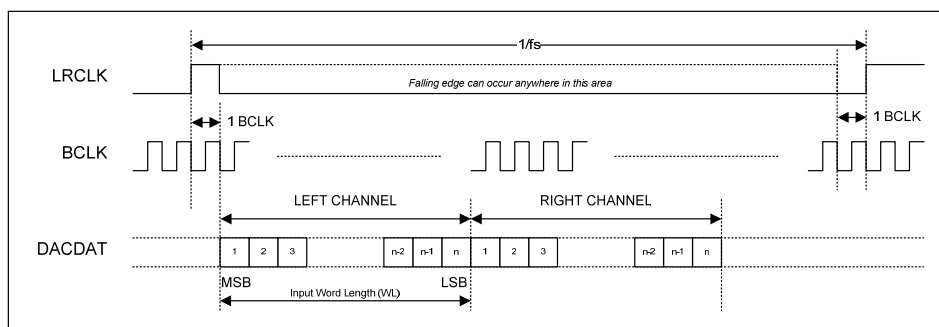 1/fs
LRCLK
Falling edge can occur anywhere in this area
1 BCLK
1 BCLK
BCLK
LEFT CHANNEL
RIGHT CHANNEL
DACDAT
1 2 3 n-2 n-1 n 1 2 3 n-2 n-1 n
MSB LSB
Input Word Length (WL)